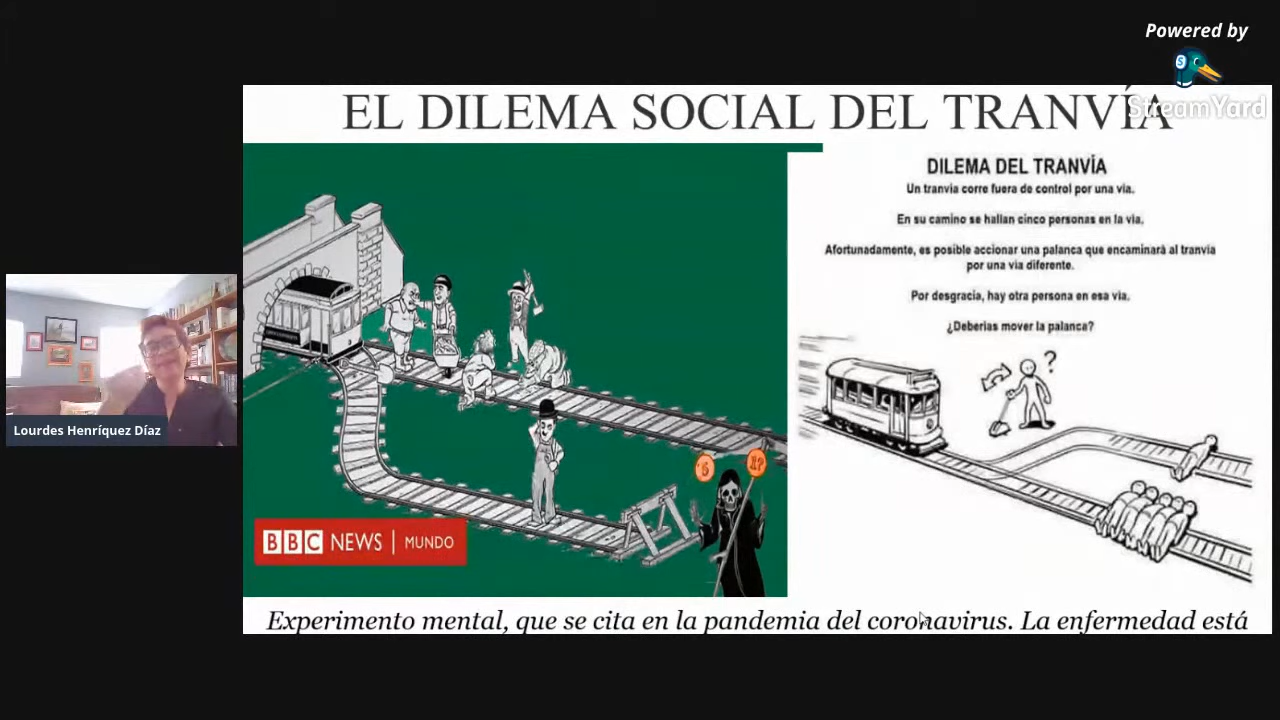 Powered by
StreamYard
EL DILEMA SOCIAL DEL TRANVÍA
DILEMA DEL TRANVÍA
Un tranvía corre fuera de control por una vía.
En su camino se hallan cinco personas en la vía.
Afortunadamente, es posible accionar una palanca que encaminará al tranvía
por una vía diferente.
Por desgracia, hay otra persona en esa vía.
¿Deberías mover la palanca?
?
Lourdes Henríquez Díaz
BBC NEWS | MUNDO
Experimento mental, que se cita en la pandemia del coronavirus. La enfermedad está